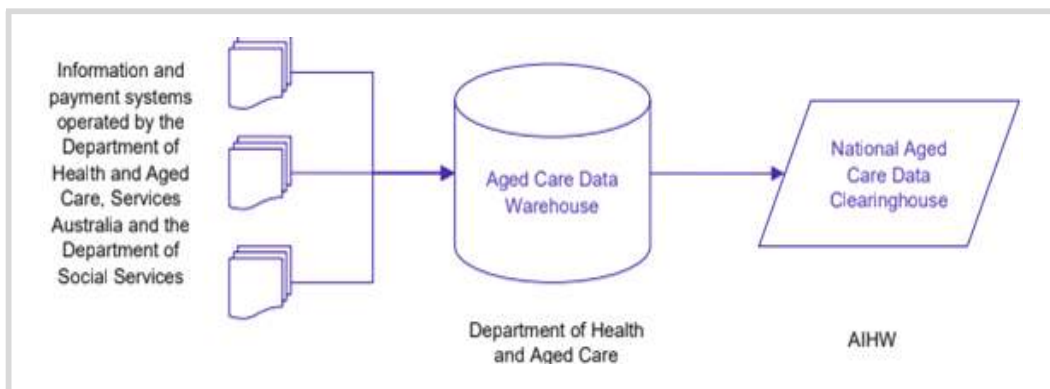 Information and
payment systems
operated by the
Department of
Health and Aged
Care, Services
Australia and the
Department of
Social Services
Aged Care Data
Warehouse
National Aged
Care Data
Clearinghouse
Department of Health
and Aged Care
AIHW